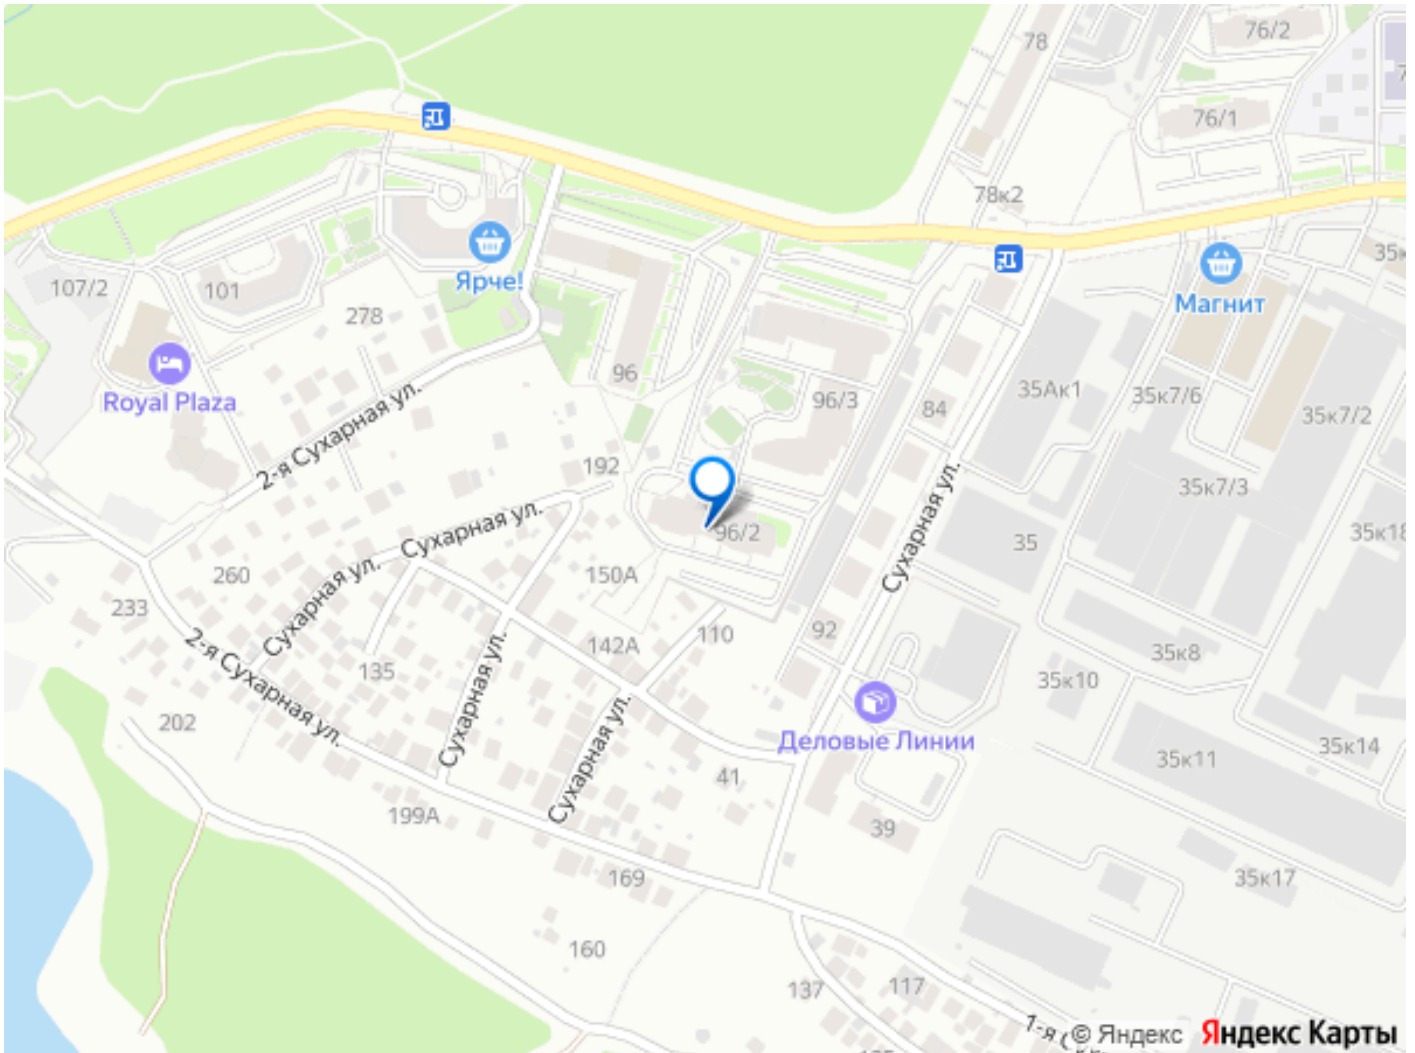 78
76/2
76/1
78к2
35к
Ярче!
107/2
101
278
Магнит
Royal Plaza
2-я Сухарная ул.
96
96/3
84
35Ак1
35к7/6
35к7/2
192
35к7/3
Сухарная ул.
Сухарная ул.
96/2
35
35к18
Сухарная ул.
260
150А
233
2-я Сухарная ул.
135
142А
110
92
35к8
35к10
Сухарная ул.
202
Сухарная ул.
Деловые Линии
35к14
35к11
41
199А
39
169
35к17
160
137
117
1-я С
© Яндекс
Яндекс Карты